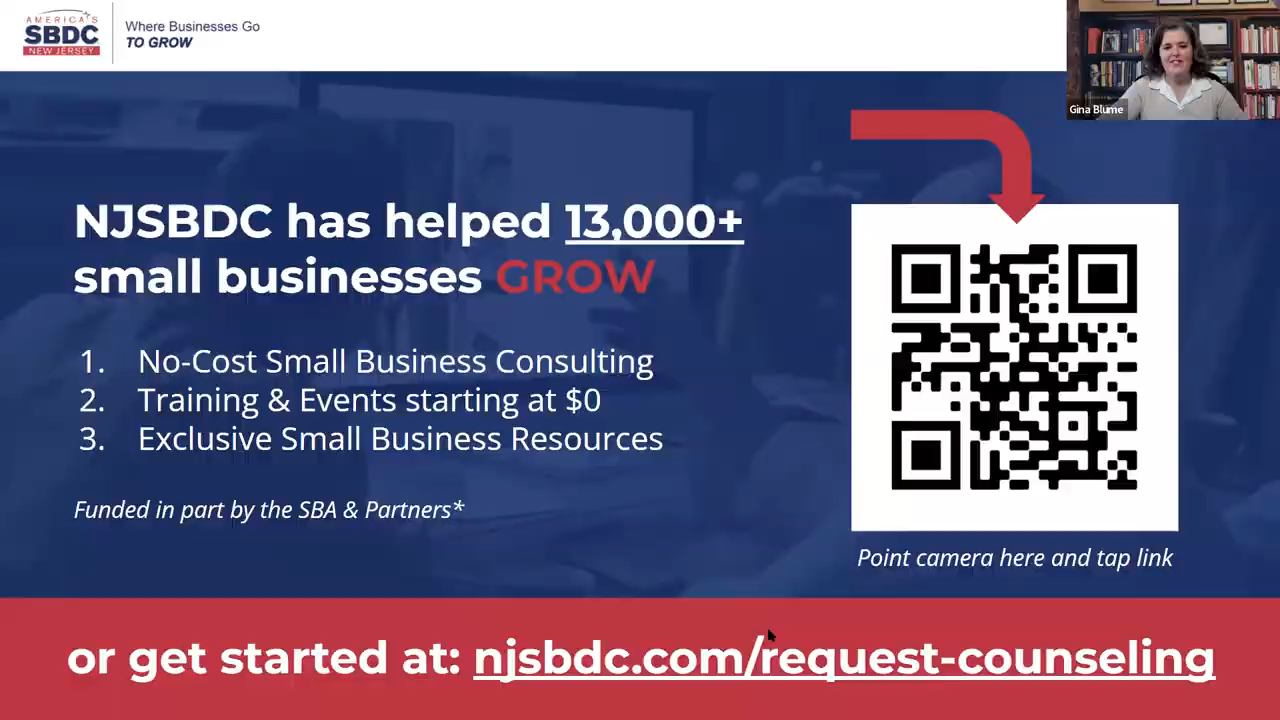 AMERICA'S
SBDC
NEW JERSEY
Where Businesses Go
TO GROW
Gina Blume
NJSBDC has helped 13,000+
small businesses GROW
1. No-Cost Small Business Consulting
2. Training & Events starting at $0
3. Exclusive Small Business Resources
Funded in part by the SBA & Partners*
Point camera here and tap link
or get started at: njsbdc.com/request-counseling